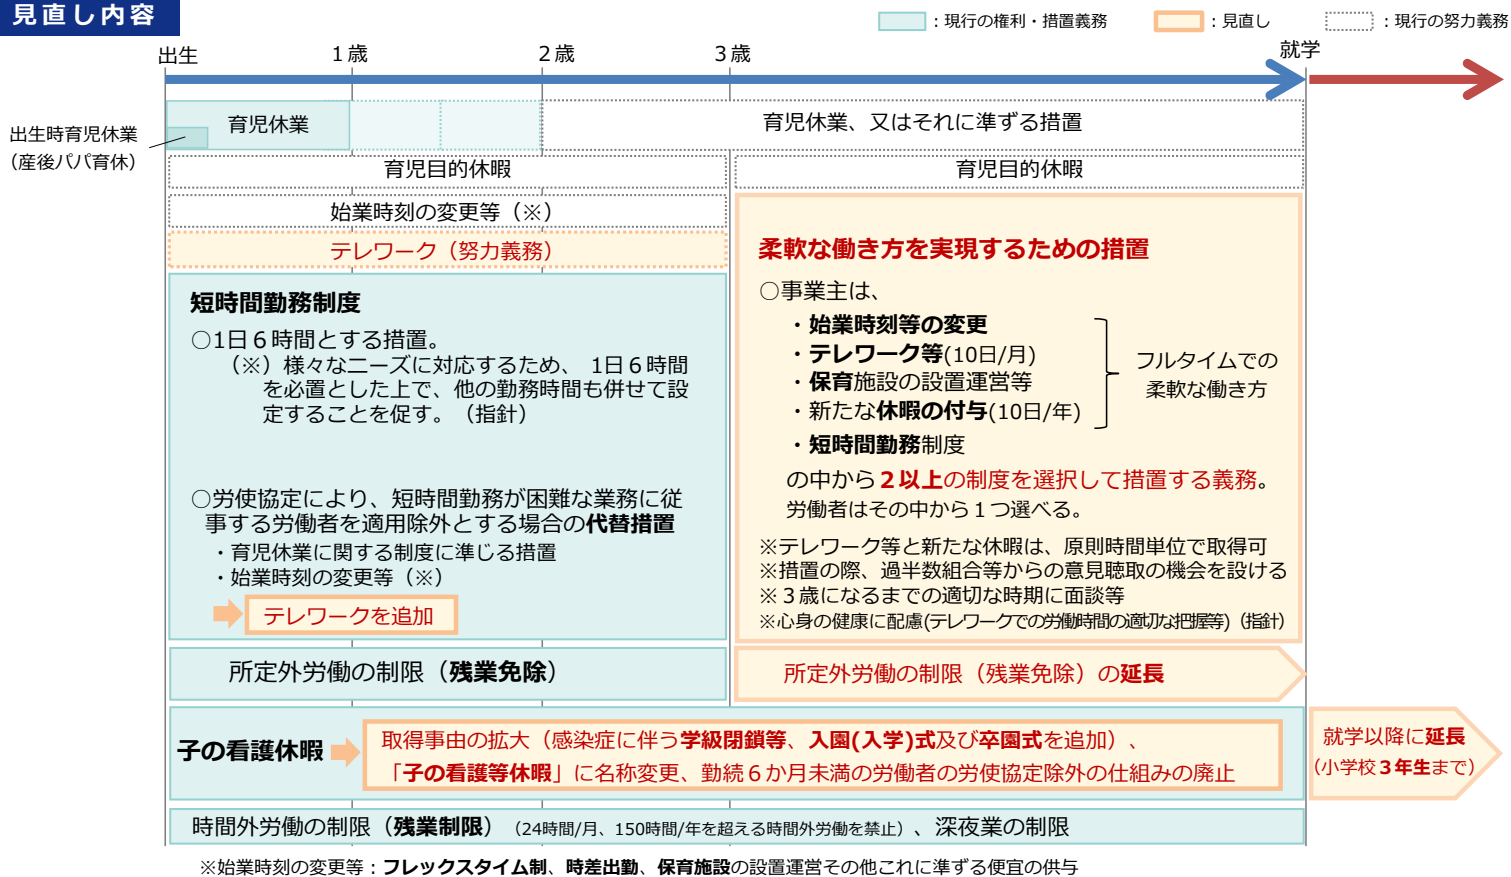 見直し内容
：現行の権利・措置義務
：見直し
：現行の努力義務
出生
１歳
２歳
３歳
就学
出生時育児休業
（産後パパ育休）
育児休業
育児休業、又はそれに準ずる措置
育児目的休暇
育児目的休暇
始業時刻の変更等（※）
テレワーク（努力義務）
短時間勤務制度
○1日６時間とする措置。
（※）様々なニーズに対応するため、 1日６時間
を必置とした上で、他の勤務時間も併せて設
定することを促す。（指針）
○労使協定により、短時間勤務が困難な業務に従
事する労働者を適用除外とする場合の代替措置
・育児休業に関する制度に準じる措置
・始業時刻の変更等（※）
テレワークを追加
柔軟な働き方を実現するための措置
○事業主は、
・始業時刻等の変更
・テレワーク等(10日/月)
・保育施設の設置運営等
・新たな休暇の付与(10日/年)
・短時間勤務制度
フルタイムでの
柔軟な働き方
の中から２以上の制度を選択して措置する義務。
労働者はその中から１つ選べる。
※テレワーク等と新たな休暇は、原則時間単位で取得可
※措置の際、過半数組合等からの意見聴取の機会を設ける
※３歳になるまでの適切な時期に面談等
※心身の健康に配慮(テレワークでの労働時間の適切な把握等)（指針）
所定外労働の制限（残業免除）
所定外労働の制限（残業免除）の延長
子の看護休暇
取得事由の拡大（感染症に伴う学級閉鎖等、入園(入学)式及び卒園式を追加）、
「子の看護等休暇」に名称変更、勤続６か月未満の労働者の労使協定除外の仕組みの廃止
就学以降に延長
（小学校３年生まで）
時間外労働の制限（残業制限）（24時間/月、150時間/年を超える時間外労働を禁止）、深夜業の制限
※始業時刻の変更等：フレックスタイム制、時差出勤、保育施設の設置運営その他これに準ずる便宜の供与